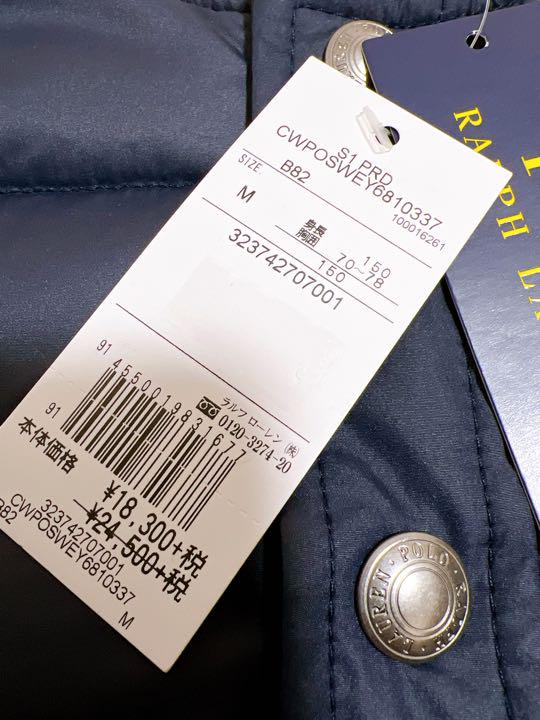 S1 PRD
CWPOSWEY6810337
100016261
SIZE. B82
M
身長 150
胸囲 70~78
150
323742707001
91
4550019831677
91
ラルフ ローレン ㈱
0120-3274-20
本体価格
¥18,300+税
¥24,500+税
323742707001
CWPOSWEY6810337
B82 M
RALPH LA
POLO · RALPH LAUREN ·